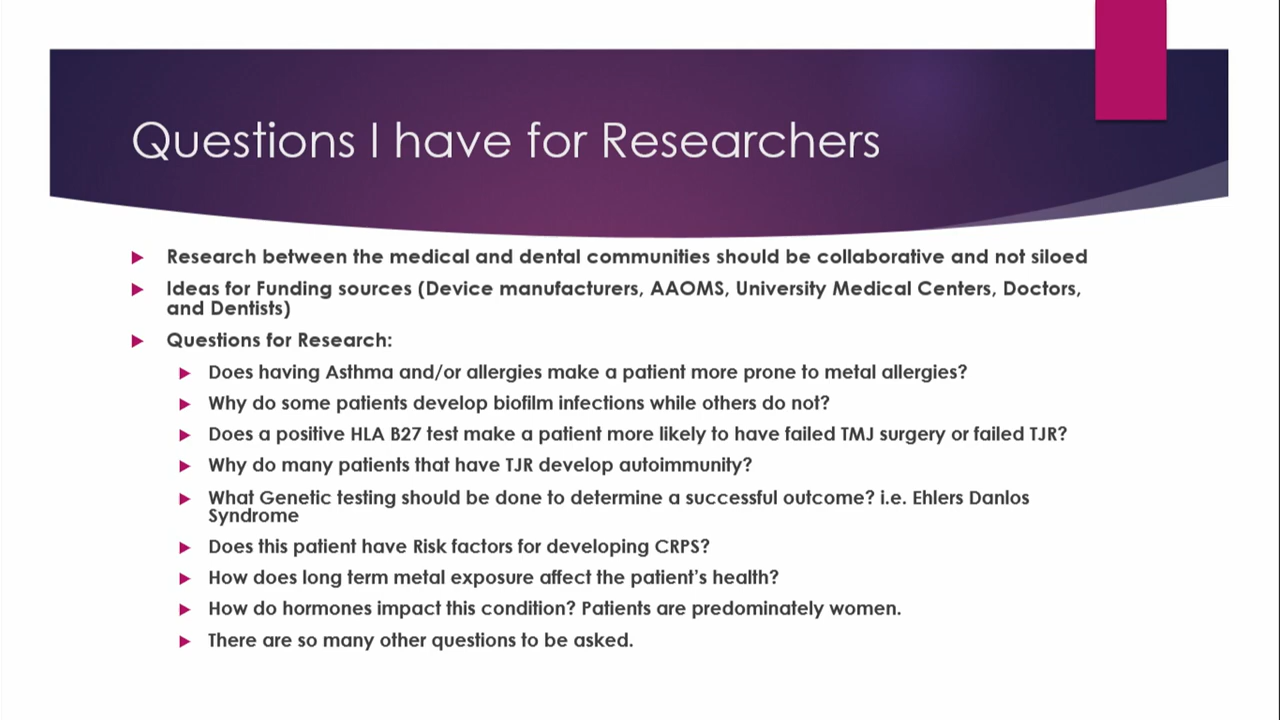 Questions I have for Researchers
Research between the medical and dental communities should be collaborative and not siloed
Ideas for Funding sources (Device manufacturers, AAOMS, University Medical Centers, Doctors,
and Dentists)
Questions for Research:
Does having Asthma and/or allergies make a patient more prone to metal allergies?
Why do some patients develop biofilm infections while others do not?
Does a positive HLA B27 test make a patient more likely to have failed TMJ surgery or failed TJR?
Why do many patients that have TJR develop autoimmunity?
What Genetic testing should be done to determine a successful outcome? i.e. Ehlers Danlos
Syndrome
Does this patient have Risk factors for developing CRPS?
How does long term metal exposure affect the patient's health?
How do hormones impact this condition? Patients are predominately women.
There are so many other questions to be asked.